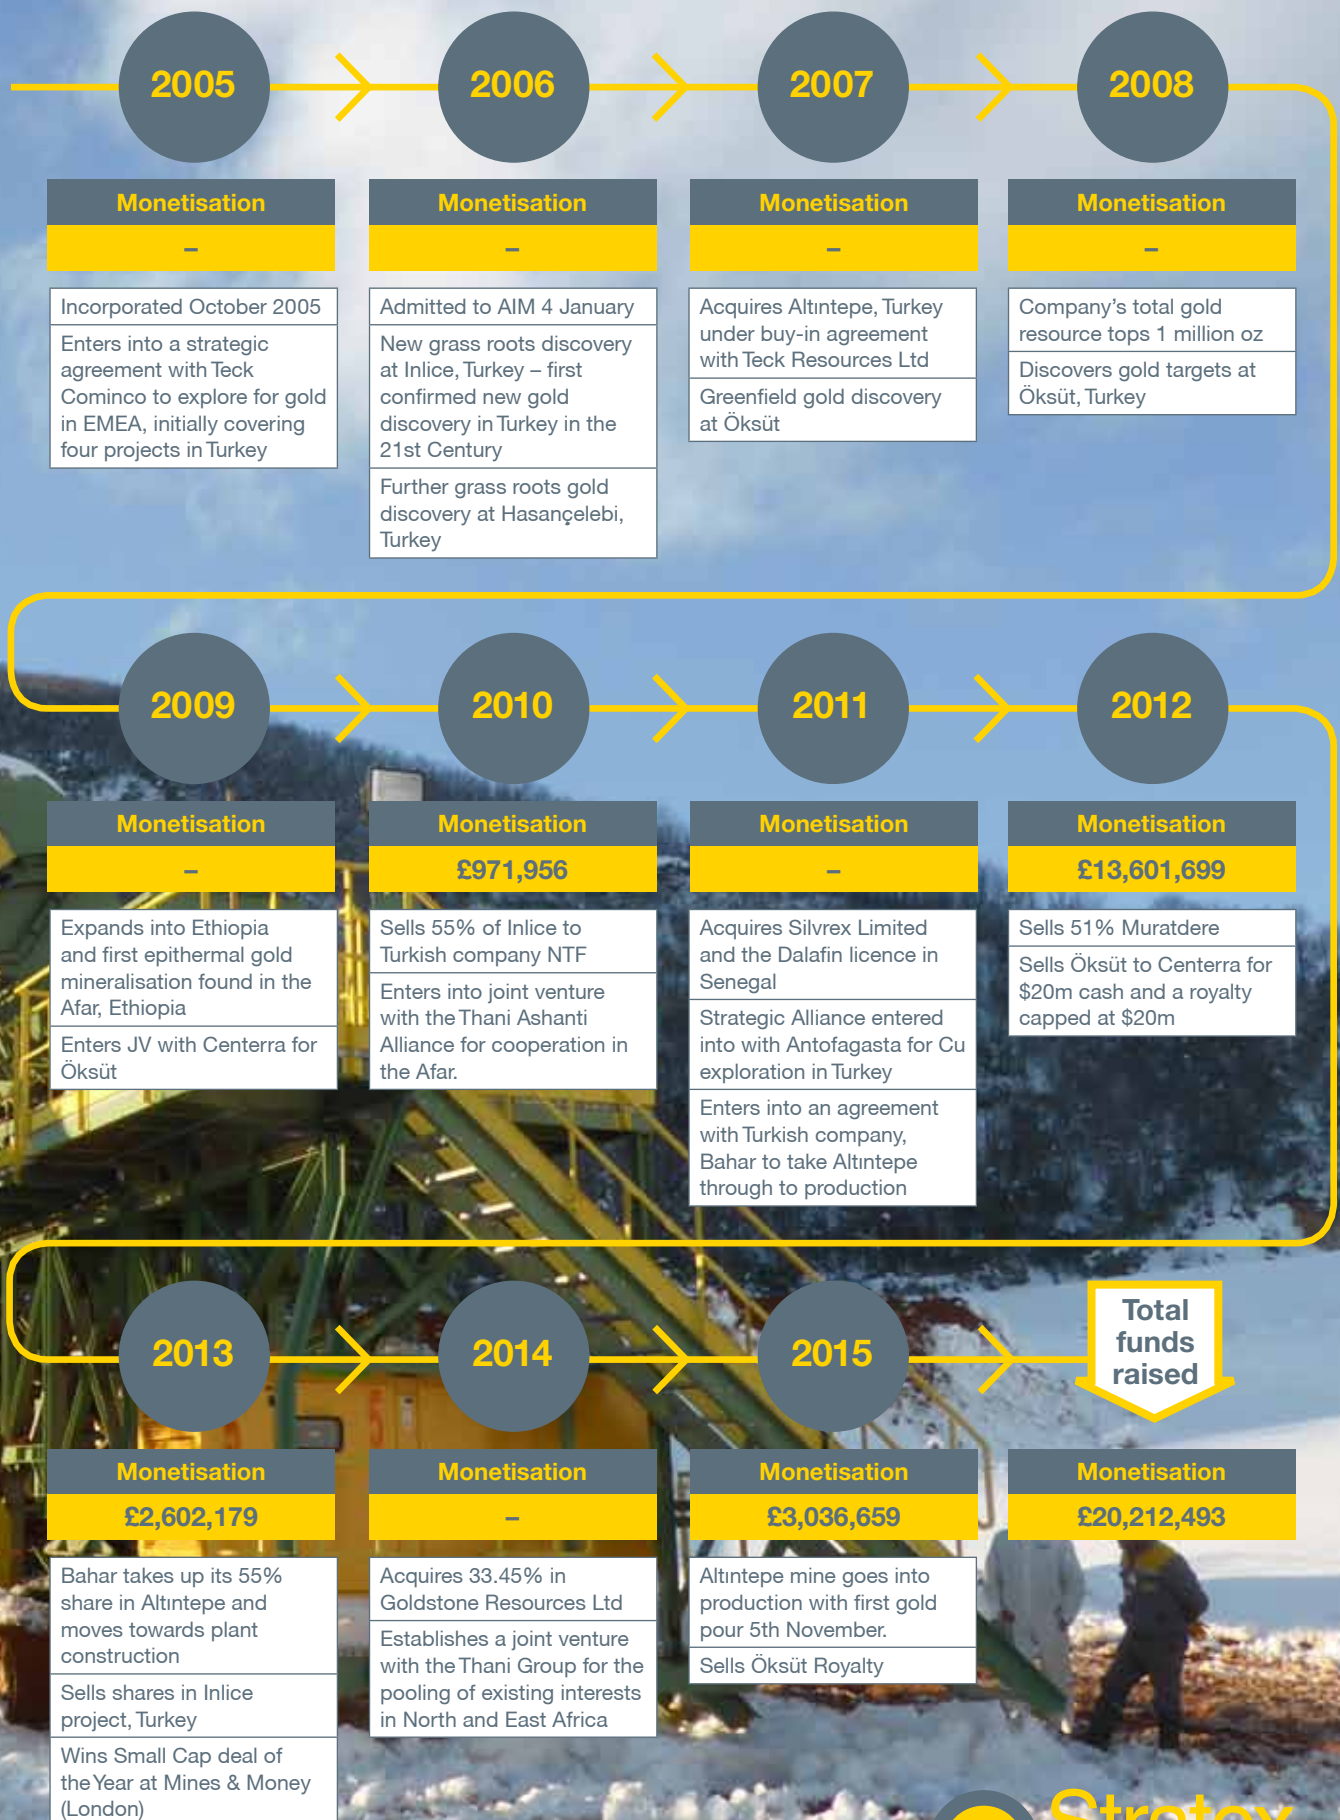 2005
Monetisation
–
Incorporated October 2005
Enters into a strategic
agreement with Teck
Cominco to explore for gold
in EMEA, initially covering
four projects in Turkey
2006
Monetisation
–
Admitted to AIM 4 January
New grass roots discovery
at Inlice, Turkey – first
confirmed new gold
discovery in Turkey in the
21st Century
Further grass roots gold
discovery at Hasançelebi,
Turkey
2007
Monetisation
–
Acquires Altıntepe, Turkey
under buy-in agreement
with Teck Resources Ltd
Greenfield gold discovery
at Öksüt
2008
Monetisation
–
Company's total gold
resource tops 1 million oz
Discovers gold targets at
Öksüt, Turkey
2009
Monetisation
–
Expands into Ethiopia
and first epithermal gold
mineralisation found in the
Afar, Ethiopia
Enters JV with Centerra for
Öksüt
2010
Monetisation
£971,956
Sells 55% of Inlice to
Turkish company NTF
Enters into joint venture
with the Thani Ashanti
Alliance for cooperation in
the Afar.
2011
Monetisation
–
Acquires Silvrex Limited
and the Dalafin licence in
Senegal
Strategic Alliance entered
into with Antofagasta for Cu
exploration in Turkey
Enters into an agreement
with Turkish company,
Bahar to take Altıntepe
through to production
2012
Monetisation
£13,601,699
Sells 51% Muratdere
Sells Öksüt to Centerra for
$20m cash and a royalty
capped at $20m
2013
Monetisation
£2,602,179
Bahar takes up its 55%
share in Altıntepe and
moves towards plant
construction
Sells shares in Inlice
project, Turkey
Wins Small Cap deal of
the Year at Mines & Money
(London)
2014
Monetisation
–
Acquires 33.45% in
Goldstone Resources Ltd
Establishes a joint venture
with the Thani Group for the
pooling of existing interests
in North and East Africa
2015
Monetisation
£3,036,659
Altıntepe mine goes into
production with first gold
pour 5th November.
Sells Öksüt Royalty
Total
funds
raised
Monetisation
£20,212,493
Stratex